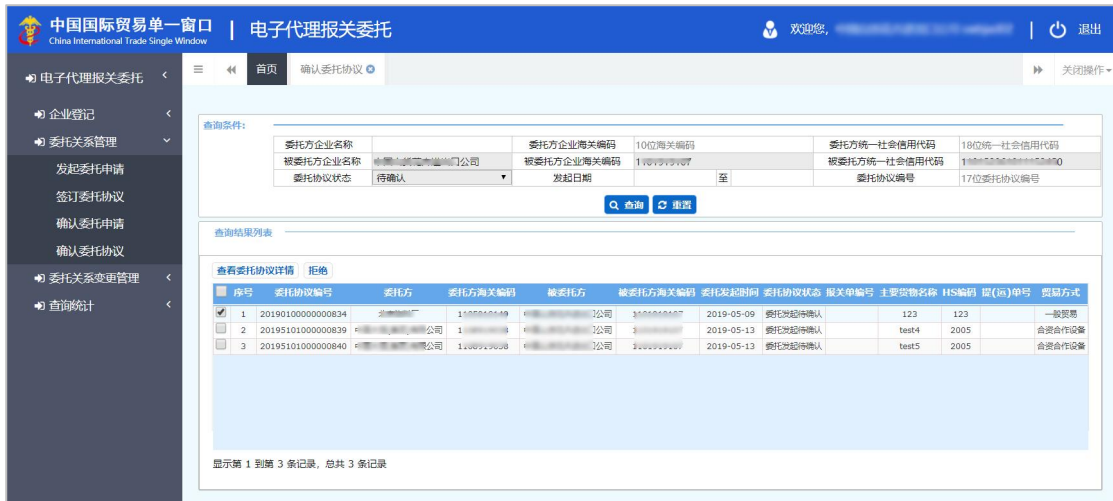 中国国际贸易单一窗口 | 电子代理报关委托 欢迎您, | 退出
China International Trade Single Window
电子代理报关委托
首页 确认委托协议 关闭操作
企业登记
委托关系管理
发起委托申请
签订委托协议
确认委托申请
确认委托协议
委托关系变更管理
查询统计
查询条件:
委托方企业名称 委托方企业海关编码 10位海关编码 委托方统一社会信用代码 18位统一社会信用代码
被委托方企业名称 公司 被委托方企业海关编码 被委托方统一社会信用代码
委托协议状态 待确认 发起日期 至 委托协议编号 17位委托协议编号
查询 重置
查询结果列表
查看委托协议详情 拒绝
序号 委托协议编号 委托方 委托方海关编码 被委托方 被委托方海关编码 委托发起时间 委托协议状态 报关单编号 主要货物名称 HS编码 提(运)单号 贸易方式
1 20190100000000834 公司 2019-05-09 委托发起待确认 123 123 一般贸易
2 20195101000000839 公司 公司 2019-05-13 委托发起待确认 test4 2005 合资合作设备
3 20195101000000840 公司 公司 2019-05-13 委托发起待确认 test5 2005 合资合作设备
显示第 1 到第 3 条记录, 总共 3 条记录